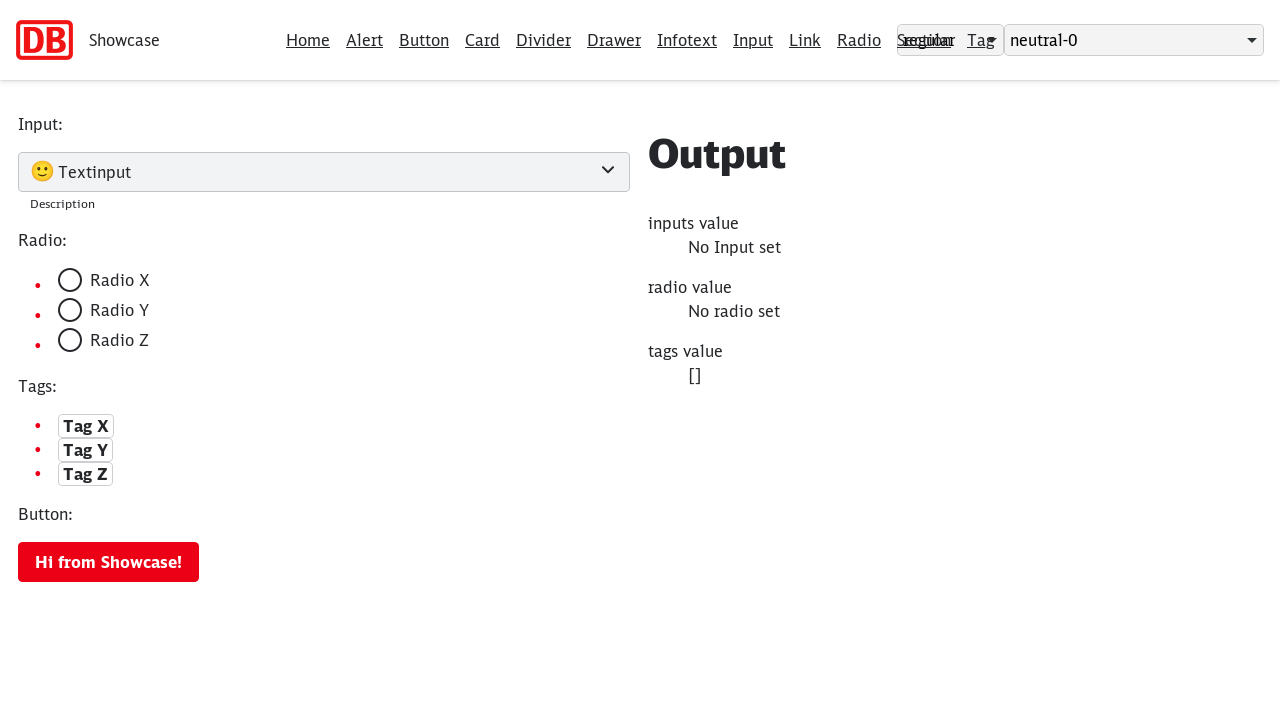 DB Showcase Home Alert Button Card Divider Drawer Infotext Input Link Radio Section Tag regular neutral-0
Input:
🙂 Textinput
Description
Radio:
• Radio X
• Radio Y
• Radio Z
Tags:
• Tag X
• Tag Y
• Tag Z
Button:
Hi from Showcase!
Output
inputs value
No Input set
radio value
No radio set
tags value
[]